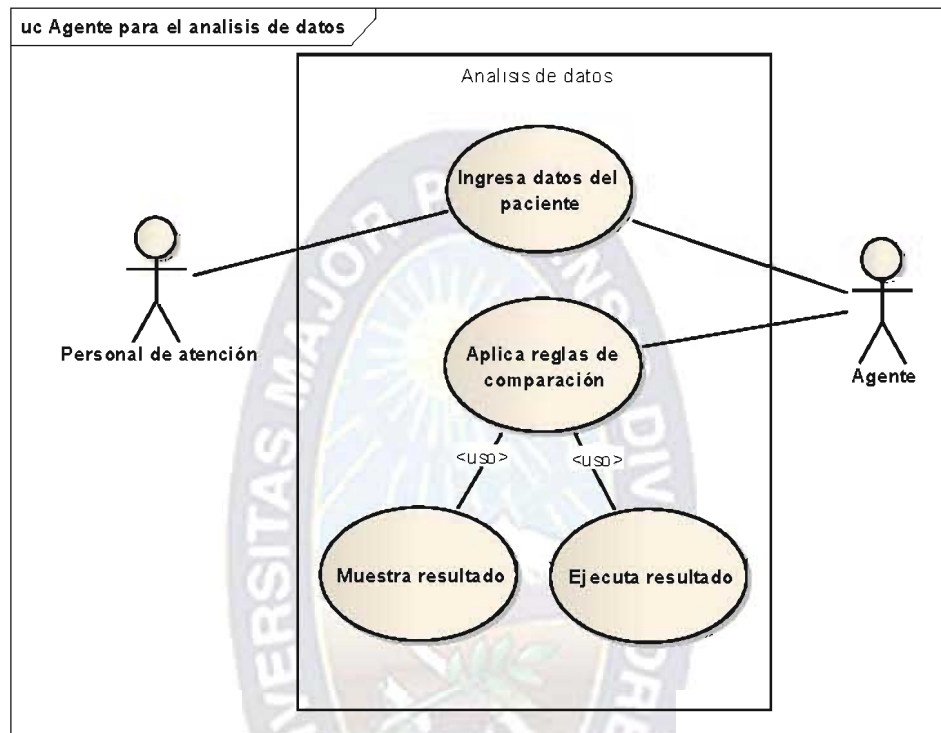 uc Agente para el analisis de datos
Analisis de datos
Ingresa datos del
paciente
Personal de atención
Aplica reglas de
comparación
Agente
<uso>
<uso>
Muestra resultado
Ejecuta resultado